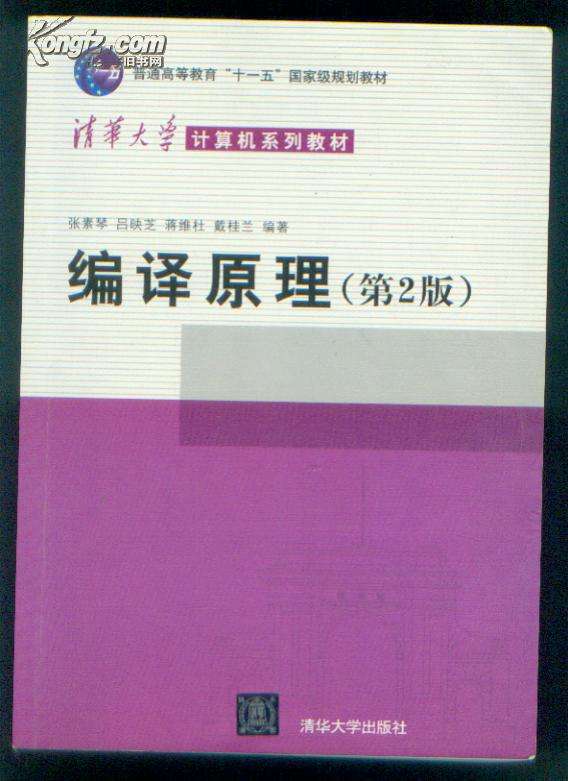 Kongfz.com
孔夫子旧书网
普通高等教育“十一五”国家级规划教材
清华大学 计算机系列教材
张素琴 吕映芝 蒋维杜 戴桂兰 编著
编译原理(第2版)
清华大学出版社